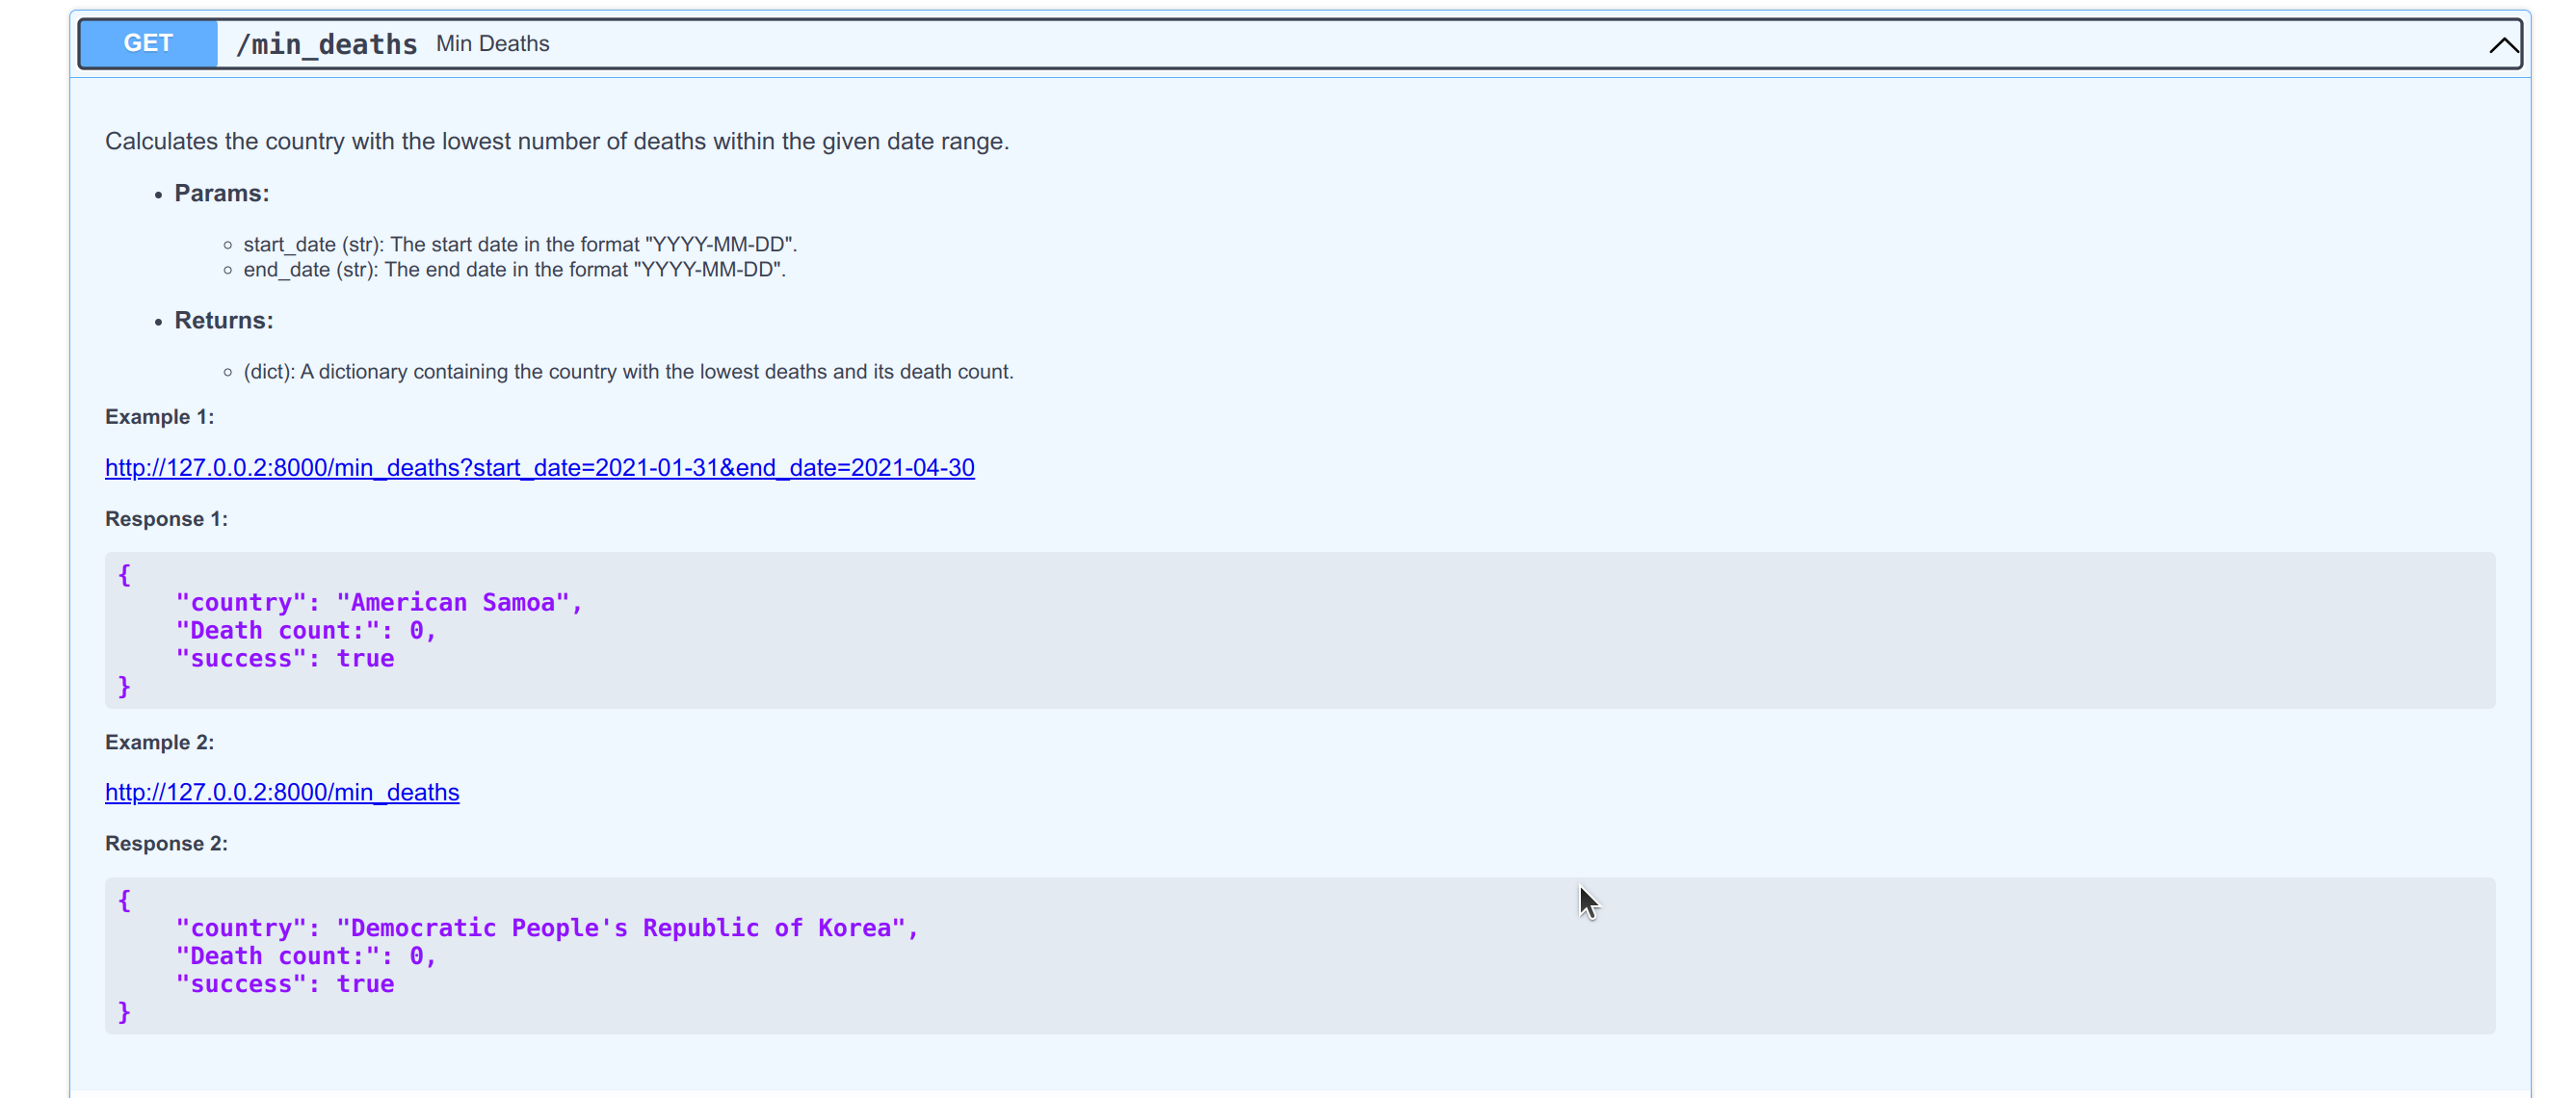 GET /min_deaths Min Deaths
Calculates the country with the lowest number of deaths within the given date range.
• Params:
◦ start_date (str): The start date in the format "YYYY-MM-DD".
◦ end_date (str): The end date in the format "YYYY-MM-DD".
• Returns:
◦ (dict): A dictionary containing the country with the lowest deaths and its death count.
Example 1:
http://127.0.0.2:8000/min_deaths?start_date=2021-01-31&end_date=2021-04-30
Response 1:
{
    "country": "American Samoa",
    "Death count:": 0,
    "success": true
}
Example 2:
http://127.0.0.2:8000/min_deaths
Response 2:
{
    "country": "Democratic People's Republic of Korea",
    "Death count:": 0,
    "success": true
}